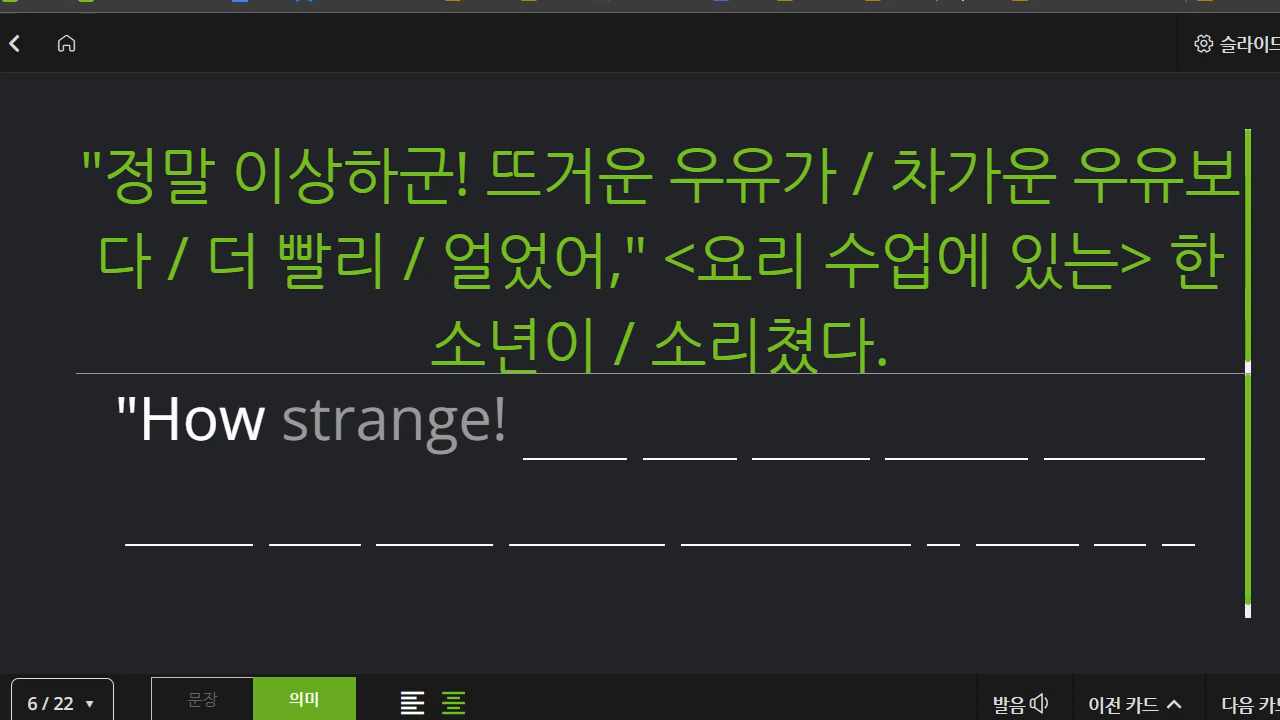 슬라이드
"정말 이상하군! 뜨거운 우유가 / 차가운 우유보
다 / 더 빨리 / 얼었어," <요리 수업에 있는> 한
소년이 / 소리쳤다.
"How strange!
6 / 22
문장
의미
발음
이전 카드
다음 카드